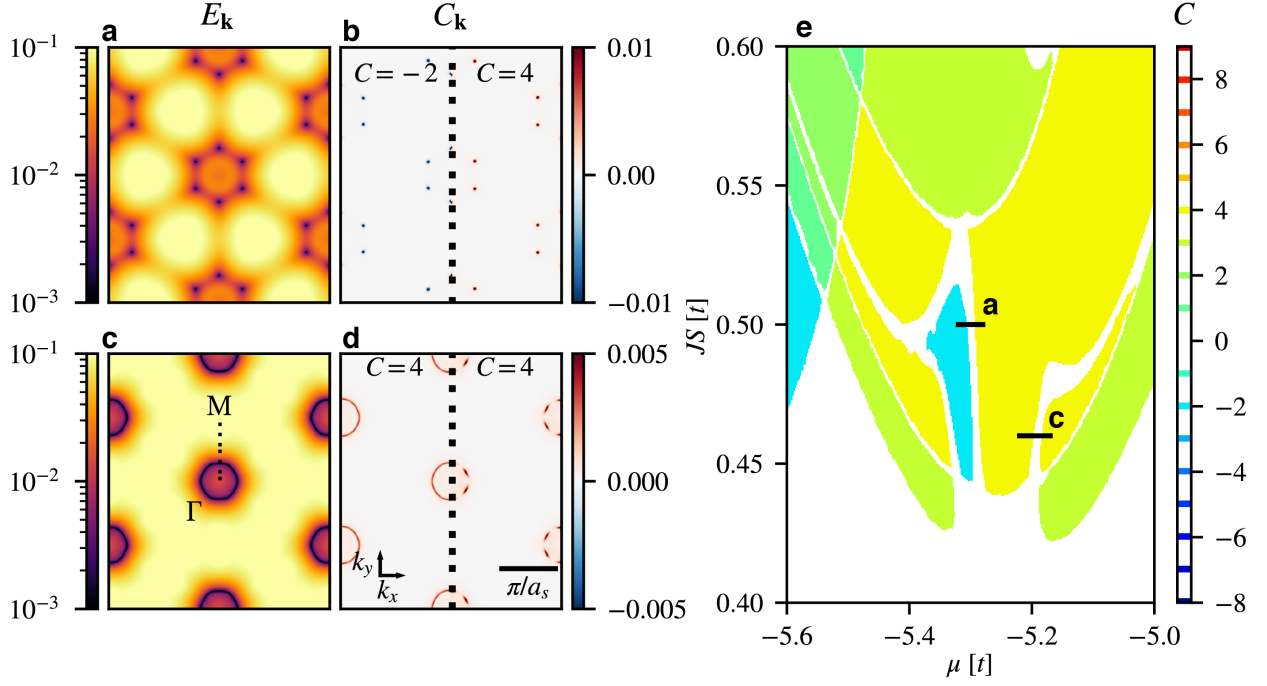 E𝐤
C𝐤
C
a
b
e
10⁻¹
10⁻²
10⁻³
C = −2
C = 4
0.01
0.00
−0.01
c
d
10⁻¹
10⁻²
10⁻³
M
Γ
C = 4
C = 4
k_y
k_x
π/a_s
0.005
0.000
−0.005
0.60
0.55
0.50
0.45
0.40
JS [t]
a
c
−5.6
−5.4
−5.2
−5.0
μ [t]
8
6
4
2
0
−2
−4
−6
−8